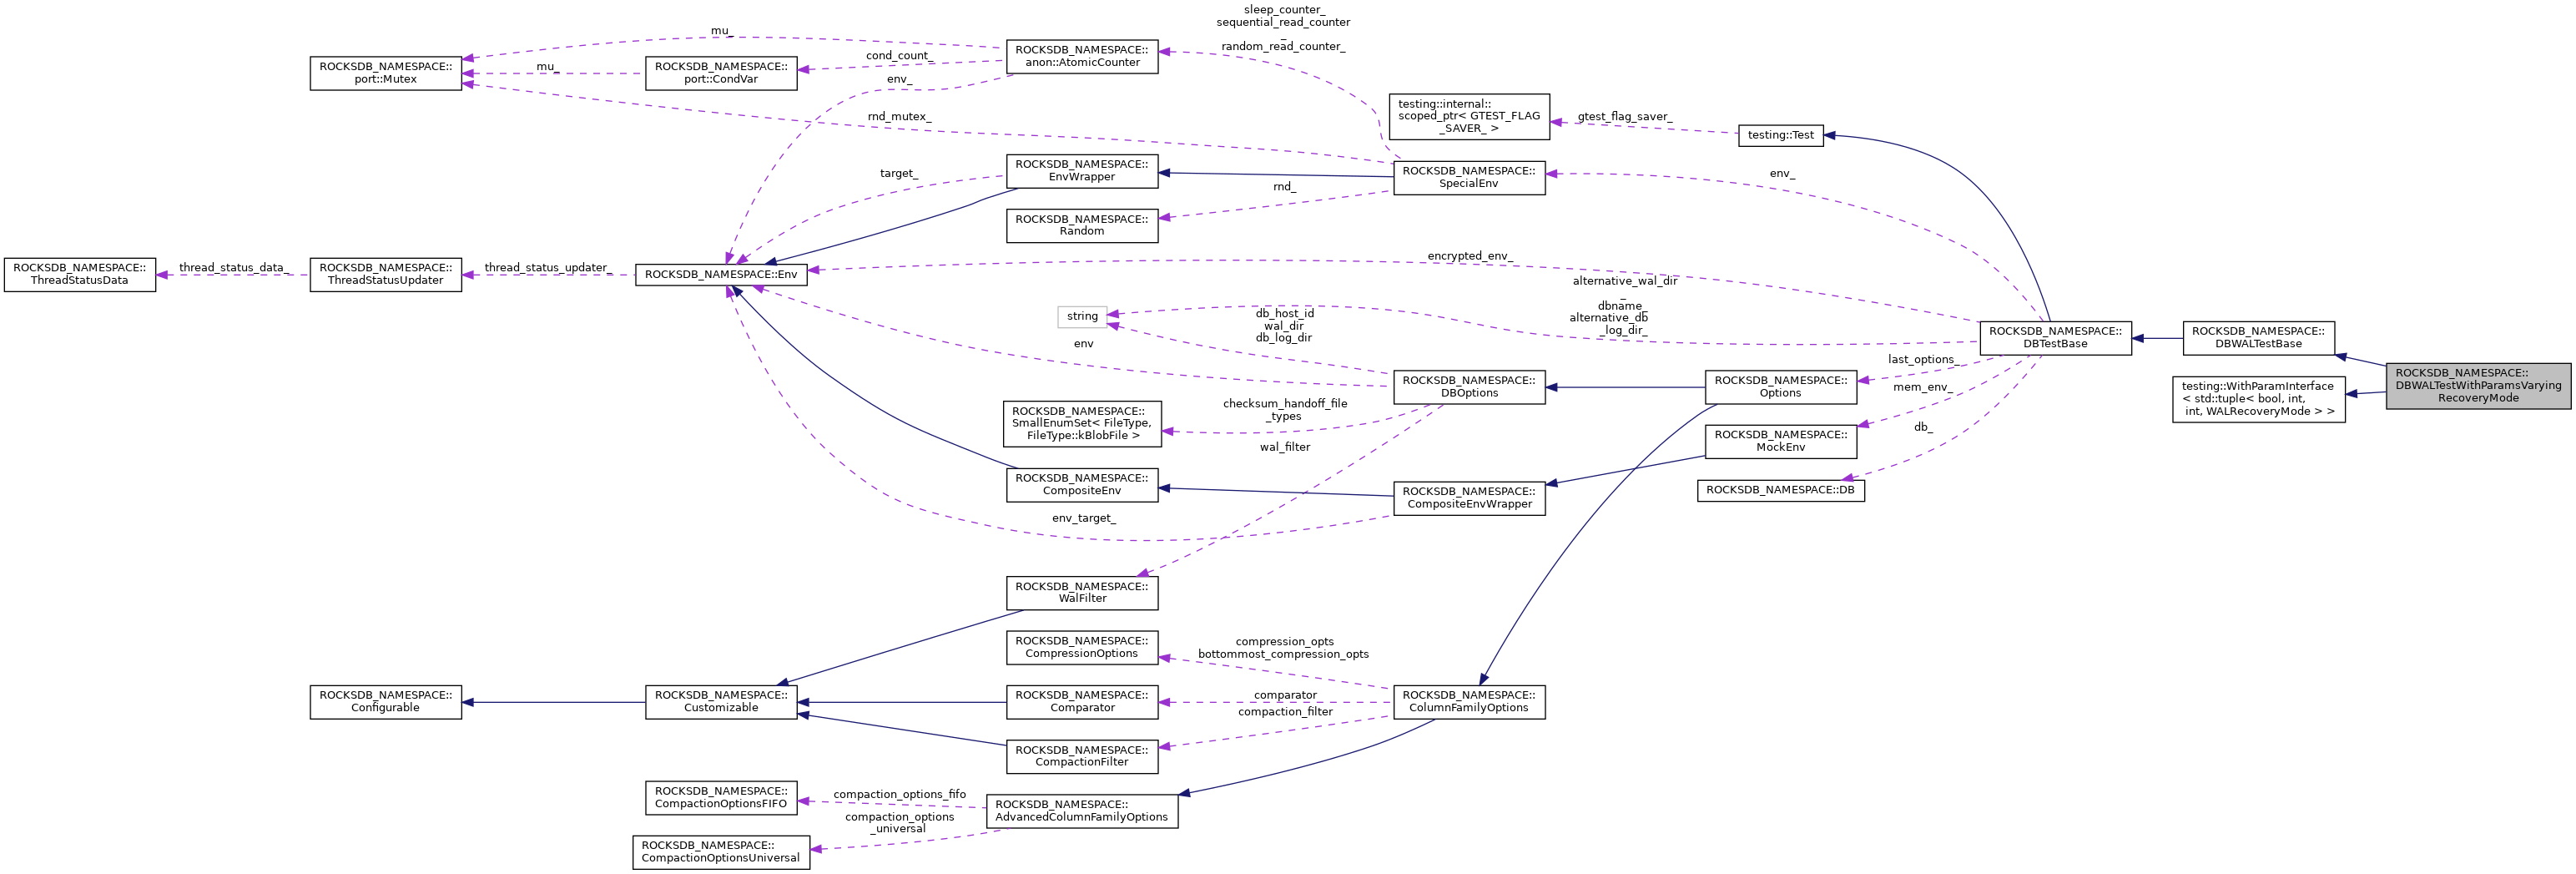 sleep_counter_
sequential_read_counter
_
random_read_counter_
mu_
ROCKSDB_NAMESPACE::
port::Mutex
mu_
ROCKSDB_NAMESPACE::
port::CondVar
cond_count_
env_
ROCKSDB_NAMESPACE::
anon::AtomicCounter
rnd_mutex_
testing::internal::
scoped_ptr< GTEST_FLAG
_SAVER_ >
gtest_flag_saver_
testing::Test
target_
ROCKSDB_NAMESPACE::
EnvWrapper
ROCKSDB_NAMESPACE::
SpecialEnv
rnd_
env_
ROCKSDB_NAMESPACE::
Random
ROCKSDB_NAMESPACE::
ThreadStatusData
thread_status_data_
ROCKSDB_NAMESPACE::
ThreadStatusUpdater
thread_status_updater_
ROCKSDB_NAMESPACE::Env
encrypted_env_
alternative_wal_dir
_
dbname_
alternative_db
_log_dir_
string
db_host_id
wal_dir
db_log_dir
env
ROCKSDB_NAMESPACE::
DBTestBase
ROCKSDB_NAMESPACE::
DBWALTestBase
ROCKSDB_NAMESPACE::
DBWALTestWithParamsVarying
RecoveryMode
testing::WithParamInterface
< std::tuple< bool, int,
int, WALRecoveryMode > >
last_options_
mem_env_
db_
ROCKSDB_NAMESPACE::
DBOptions
ROCKSDB_NAMESPACE::
Options
ROCKSDB_NAMESPACE::
SmallEnumSet< FileType,
FileType::kBlobFile >
checksum_handoff_file
_types
wal_filter
ROCKSDB_NAMESPACE::
MockEnv
ROCKSDB_NAMESPACE::DB
ROCKSDB_NAMESPACE::
CompositeEnv
ROCKSDB_NAMESPACE::
CompositeEnvWrapper
env_target_
ROCKSDB_NAMESPACE::
WalFilter
ROCKSDB_NAMESPACE::
CompressionOptions
compression_opts
bottommost_compression_opts
ROCKSDB_NAMESPACE::
Configurable
ROCKSDB_NAMESPACE::
Customizable
ROCKSDB_NAMESPACE::
Comparator
comparator
compaction_filter
ROCKSDB_NAMESPACE::
ColumnFamilyOptions
ROCKSDB_NAMESPACE::
CompactionFilter
ROCKSDB_NAMESPACE::
CompactionOptionsFIFO
compaction_options_fifo
compaction_options
_universal
ROCKSDB_NAMESPACE::
AdvancedColumnFamilyOptions
ROCKSDB_NAMESPACE::
CompactionOptionsUniversal